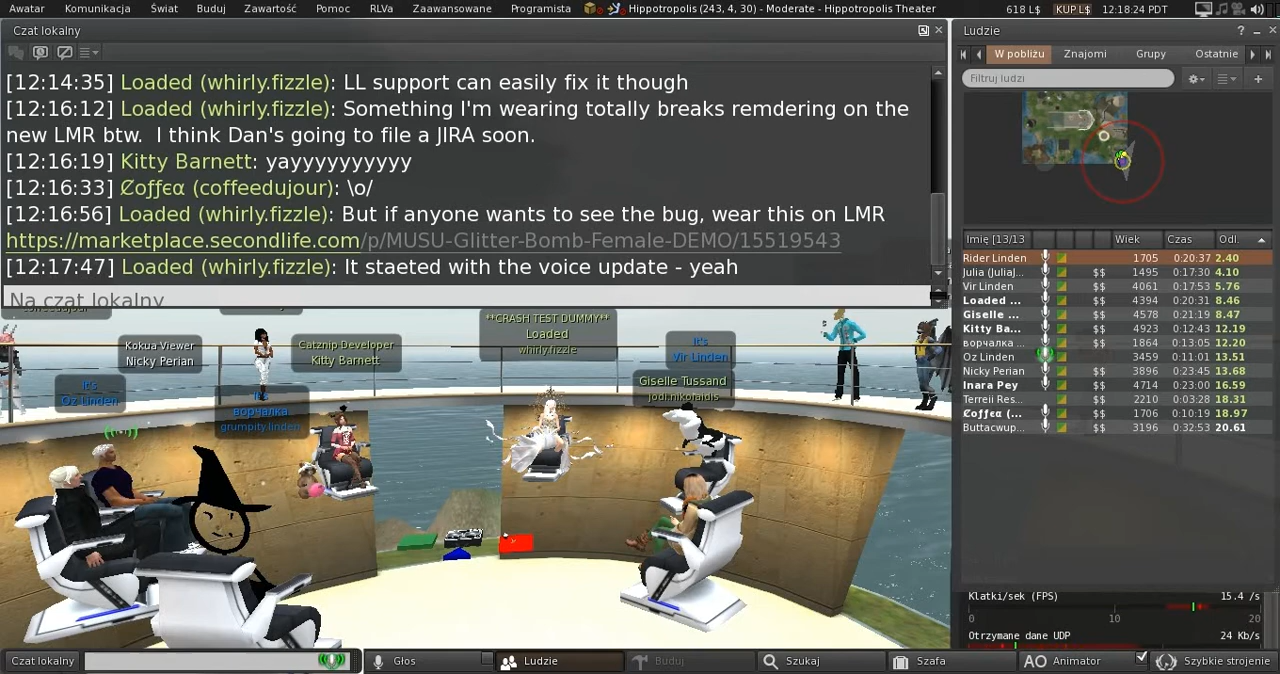 Awatar Komunikacja Świat Buduj Zawartość Pomoc RLVa Zaawansowane Programista Hippotropolis (243, 4, 30) - Moderate - Hippotropolis Theater 618 L$ KUP L$ 12:18:24 PDT
Czat lokalny
[12:14:35] Loaded (whirly.fizzle): LL support can easily fix it though
[12:16:12] Loaded (whirly.fizzle): Something I'm wearing totally breaks remdering on the
new LMR btw. I think Dan's going to file a JIRA soon.
[12:16:19] Kitty Barnett: yayyyyyyyyyy
[12:16:33] Ȼoƒƒєα (coffeedujour): \o/
[12:16:56] Loaded (whirly.fizzle): But if anyone wants to see the bug, wear this on LMR
https://marketplace.secondlife.com/p/MUSU-Glitter-Bomb-Female-DEMO/15519543
[12:17:47] Loaded (whirly.fizzle): It staeted with the voice update - yeah
Na czat lokalny
coffeedujour
Kokua Viewer
Nicky Perian
Catznip Developer
Kitty Barnett
**CRASH TEST DUMMY**
Loaded
whirly.fizzle
It's
Vir Linden
Giselle Tussand
jodi.nikolaidis
It's
Oz Linden
It's
ворчалка
grumpity.linden
Ludzie
? _ ×
W pobliżu Znajomi Grupy Ostatnie
Filtruj ludzi
Imię [13/13 Wiek Czas Odl.
Rider Linden 1705 0:20:37 2.40
Julia (JuliaJ... $$ 1495 0:17:30 4.10
Vir Linden $$ 4061 0:17:53 5.76
Loaded ... $$ 4394 0:20:31 8.46
Giselle ... $$ 4578 0:21:19 8.47
Kitty Ba... $$ 4923 0:12:43 12.19
ворчалка ... $$ 1864 0:13:05 12.20
Oz Linden 3459 0:11:01 13.51
Nicky Perian $$ 3896 0:23:45 13.68
Inara Pey $$ 4714 0:23:00 16.59
Terreii Res... $$ 2210 0:03:28 18.31
Ȼoƒƒєα (... $$ 1706 0:10:19 18.97
Buttacwup... $$ 3196 0:32:53 20.61
Klatki/sek (FPS) 15.4 /s
0 10 20
Otrzymane dane UDP 24 Kb/s
Czat lokalny Głos Ludzie Buduj Szukaj Szafa AO Animator Szybkie strojenie